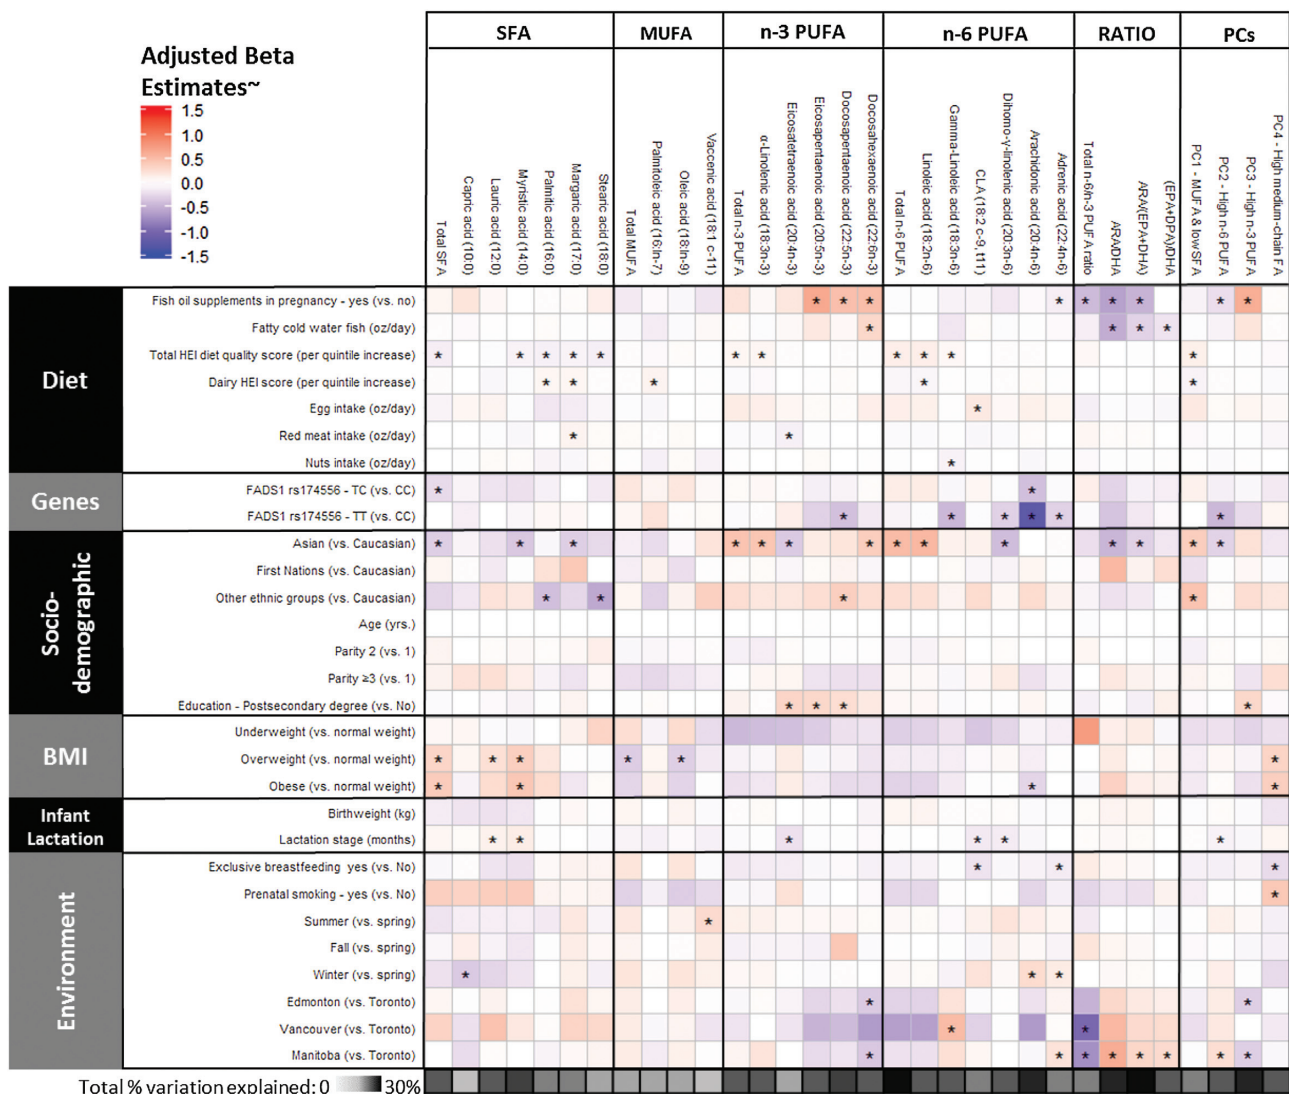 SFA
MUFA
n-3 PUFA
n-6 PUFA
RATIO
PCs
Adjusted Beta
Estimates~
1.5
1.0
0.5
0.0
-0.5
-1.0
-1.5
Total SFA
Capric acid (10:0)
Lauric acid (12:0)
Myristic acid (14:0)
Palmitic acid (16:0)
Margaric acid (17:0)
Stearic acid (18:0)
Total MUFA
Palmitoleic acid (16:1n-7)
Oleic acid (18:1n-9)
Vaccenic acid (18:1 c-11)
Total n-3 PUFA
α-Linolenic acid (18:3n-3)
Eicosatetraenoic acid (20:4n-3)
Eicosapentaenoic acid (20:5n-3)
Docosapentaenoic acid (22:5n-3)
Docosahexaenoic acid (22:6n-3)
Total n-6 PUFA
Linoleic acid (18:2n-6)
Gamma-Linoleic acid (18:3n-6)
CLA (18:2 c-9, t11)
Dihomo-γ-linolenic acid (20:3n-6)
Arachidonic acid (20:4n-6)
Adrenic acid (22:4n-6)
Total n-6/n-3 PUFA ratio
ARA/DHA
ARA/(EPA+DHA)
(EPA+DPA)/DHA
PC1 - MUFA & low SFA
PC2 - High n-6 PUFA
PC3 - High n-3 PUFA
PC4 - High medium-chain FA
Diet
Fish oil supplements in pregnancy - yes (vs. no) * * * * * * * * *
Fatty cold water fish (oz/day) * * * *
Total HEI diet quality score (per quintile increase) * * * * * * * * * * *
Dairy HEI score (per quintile increase) * * * * *
Egg intake (oz/day) *
Red meat intake (oz/day) * *
Nuts intake (oz/day) *
Genes
FADS1 rs174556 - TC (vs. CC) * *
FADS1 rs174556 - TT (vs. CC) * * * * * *
Socio-
demographic
Asian (vs. Caucasian) * * * * * * * * * * * * * *
First Nations (vs. Caucasian)
Other ethnic groups (vs. Caucasian) * * * *
Age (yrs.)
Parity 2 (vs. 1)
Parity ≥3 (vs. 1)
Education - Postsecondary degree (vs. No) * * * *
BMI
Underweight (vs. normal weight)
Overweight (vs. normal weight) * * * * * *
Obese (vs. normal weight) * * * *
Infant
Lactation
Birthweight (kg)
Lactation stage (months) * * * * * *
Environment
Exclusive breastfeeding yes (vs. No) * * *
Prenatal smoking - yes (vs. No) *
Summer (vs. spring) *
Fall (vs. spring)
Winter (vs. spring) * * *
Edmonton (vs. Toronto) * *
Vancouver (vs. Toronto) * *
Manitoba (vs. Toronto) * * * * * * * *
Total % variation explained: 0 30%